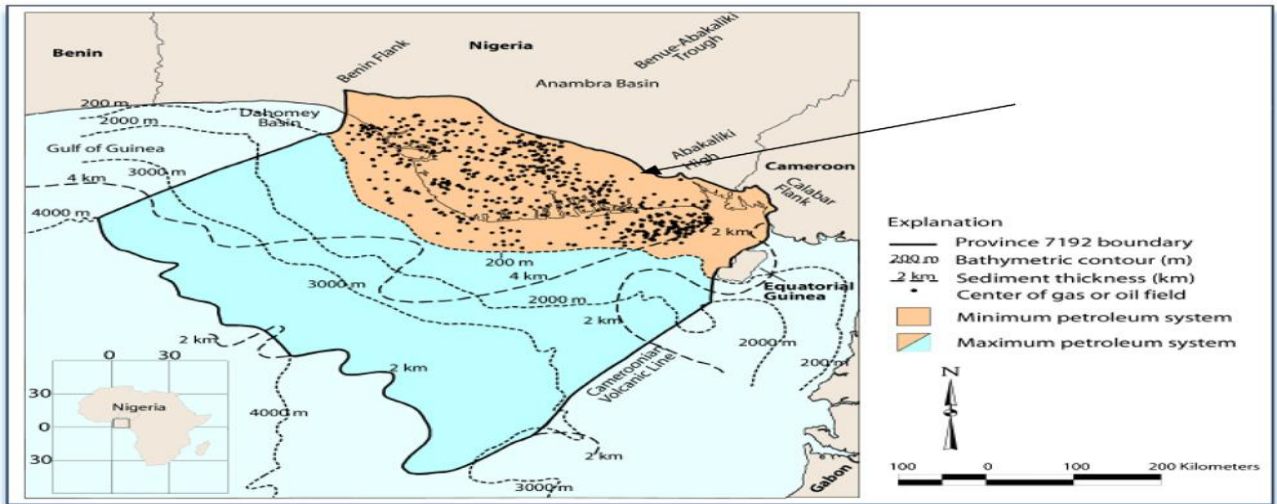 Benin
Nigeria
Benin Flank
Benue-Abakaliki
Trough
Anambra Basin
200 m
2000 m
Dahomey
Basin
Gulf of Guinea
3000 m
4 km
4000 m
Abakaliki
High
Cameroon
Calabar
Flank
2 km
200 m
4 km
3000 m
2000 m
Equatorial
Guinea
2 km
2000 m
200 m
2 km
2 km
Cameroonian
Volcanic Linel
4000 m
2 km
3000 m
Gabon
0
30
30
0
30
Nigeria
Explanation
Province 7192 boundary
200 m Bathymetric contour (m)
2 km Sediment thickness (km)
Center of gas or oil field
Minimum petroleum system
Maximum petroleum system
N
100 0 100 200 Kilometers